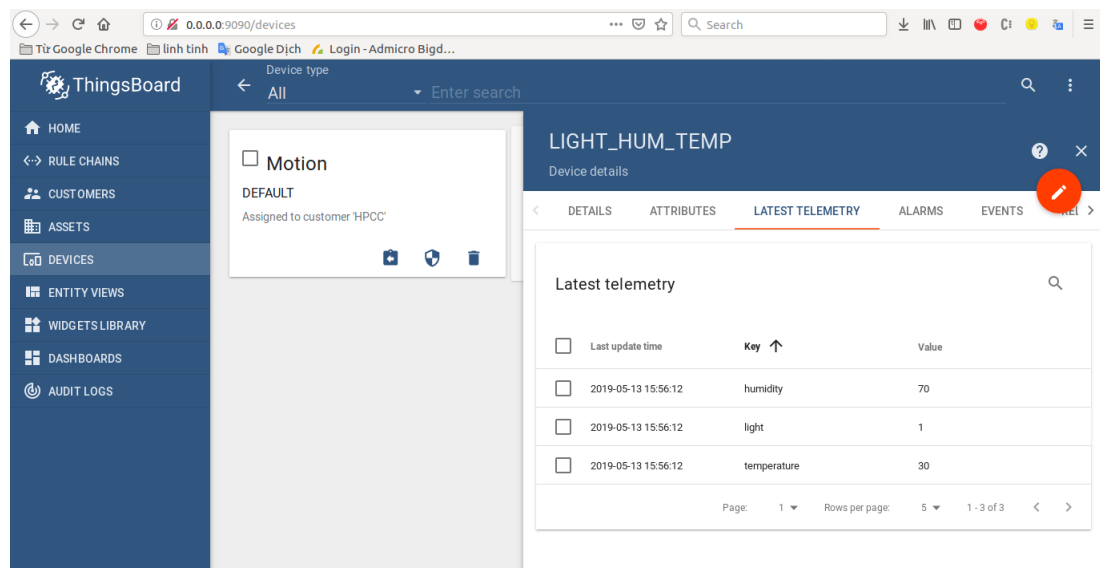 0.0.0.0:9090/devices
Search
Từ Google Chrome linh tinh Google Dịch Login - Admicro Bigd...
ThingsBoard
Device type
All
Enter search
HOME
RULE CHAINS
CUSTOMERS
ASSETS
DEVICES
ENTITY VIEWS
WIDGETS LIBRARY
DASHBOARDS
AUDIT LOGS
Motion
DEFAULT
Assigned to customer 'HPCC'
LIGHT_HUM_TEMP
Device details
DETAILS ATTRIBUTES LATEST TELEMETRY ALARMS EVENTS
Latest telemetry
Last update time Key Value
2019-05-13 15:56:12 humidity 70
2019-05-13 15:56:12 light 1
2019-05-13 15:56:12 temperature 30
Page: 1 Rows per page: 5 1 - 3 of 3